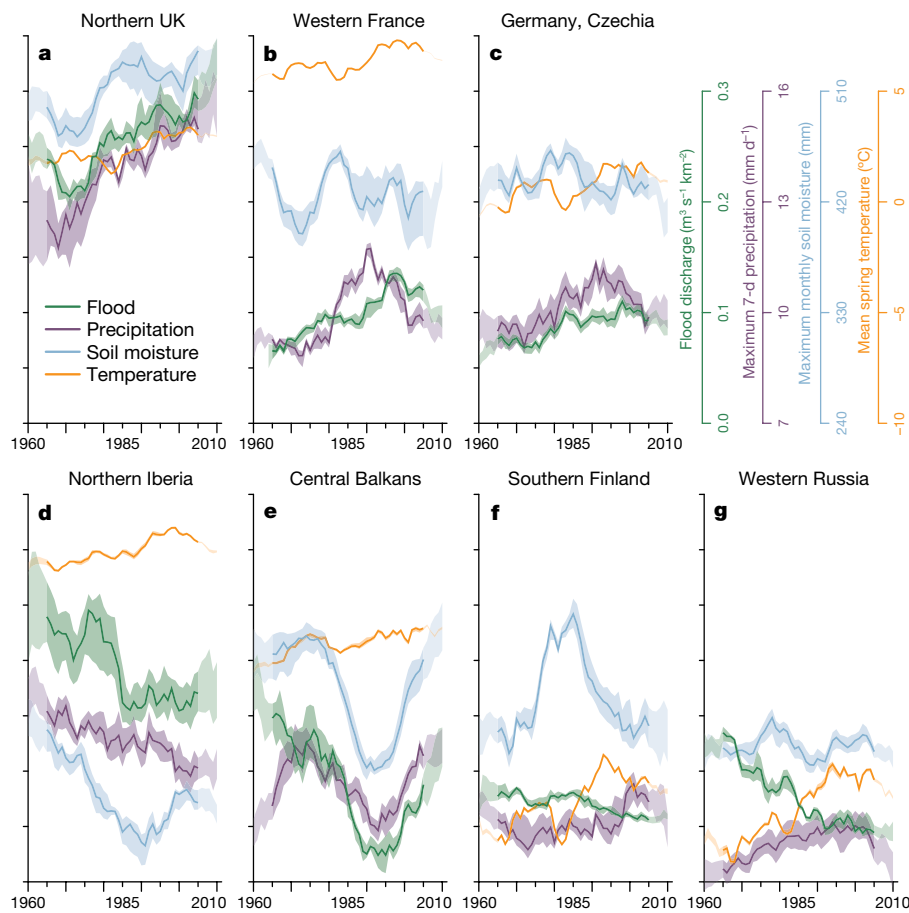 Northern UK
Western France
Germany, Czechia
a
b
c
Flood
Precipitation
Soil moisture
Temperature
Flood discharge (m³ s⁻¹ km⁻²)
0.3
0.2
0.1
0.0
Maximum 7-d precipitation (mm d⁻¹)
16
13
10
7
Maximum monthly soil moisture (mm)
510
420
330
240
Mean spring temperature (ºC)
5
0
−5
−10
1960
1985
2010
1960
1985
2010
1960
1985
2010
Northern Iberia
Central Balkans
Southern Finland
Western Russia
d
e
f
g
1960
1985
2010
1960
1985
2010
1960
1985
2010
1960
1985
2010